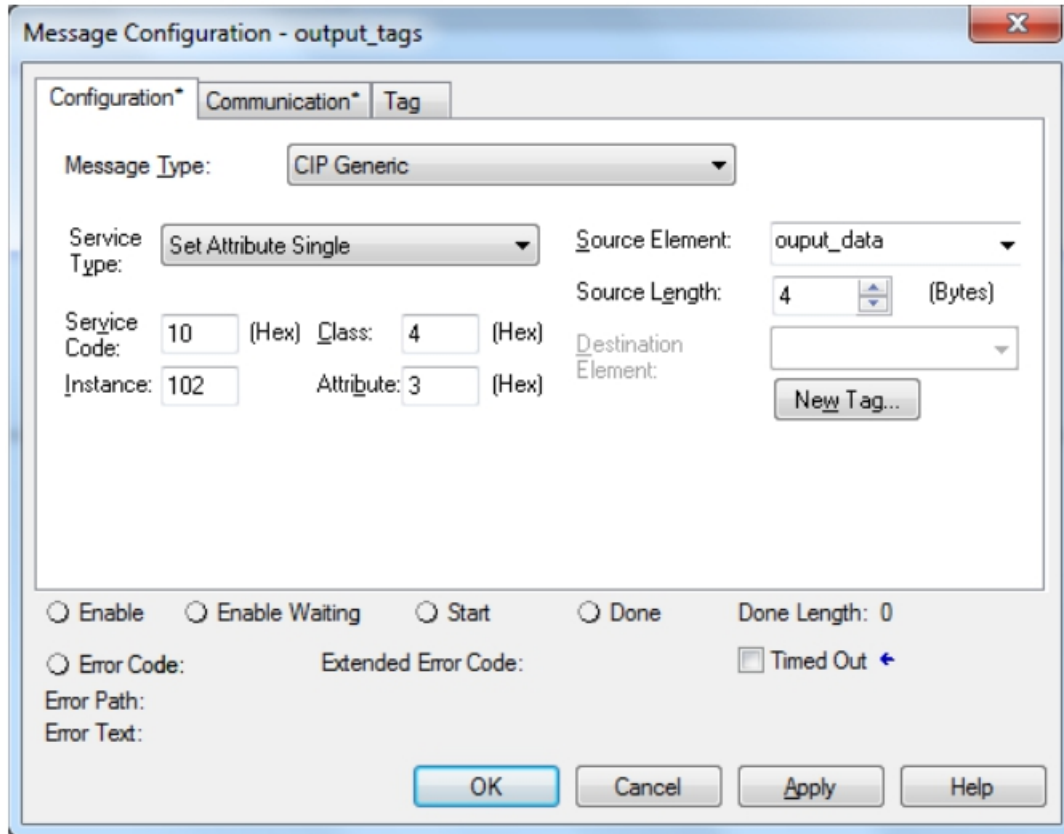 Message Configuration - output_tags
Configuration* Communication* Tag
Message Type: CIP Generic
Service Type: Set Attribute Single
Source Element: ouput_data
Source Length: 4 (Bytes)
Service Code: 10 (Hex) Class: 4 (Hex)
Destination Element:
Instance: 102 Attribute: 3 (Hex)
New Tag...
Enable Enable Waiting Start Done Done Length: 0
Error Code: Extended Error Code: Timed Out
Error Path:
Error Text:
OK Cancel Apply Help